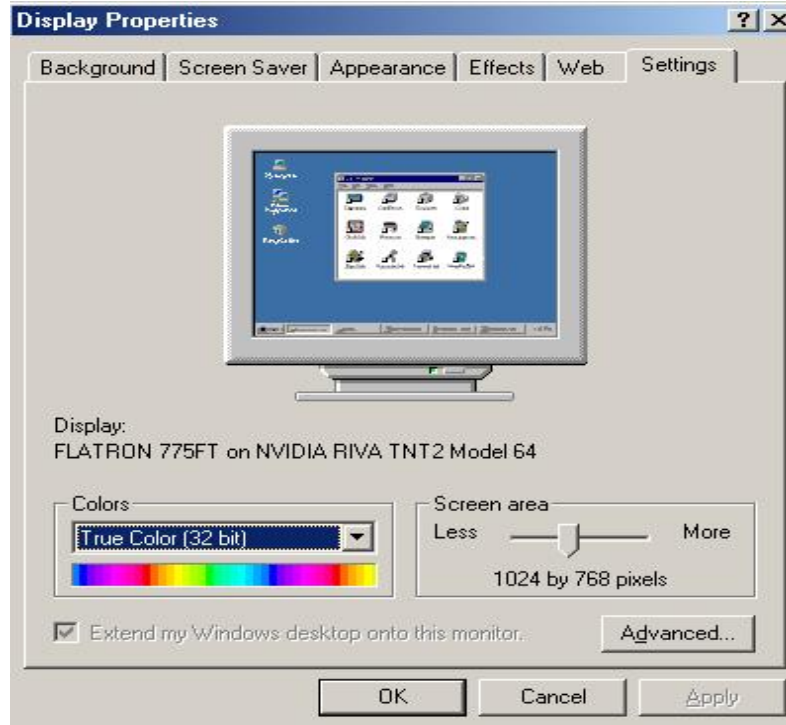 Display Properties
Background Screen Saver Appearance Effects Web Settings
Display:
FLATRON 775FT on NVIDIA RIVA TNT2 Model 64
Colors
True Color (32 bit)
Screen area
Less More
1024 by 768 pixels
Extend my Windows desktop onto this monitor.
Advanced...
OK Cancel Apply